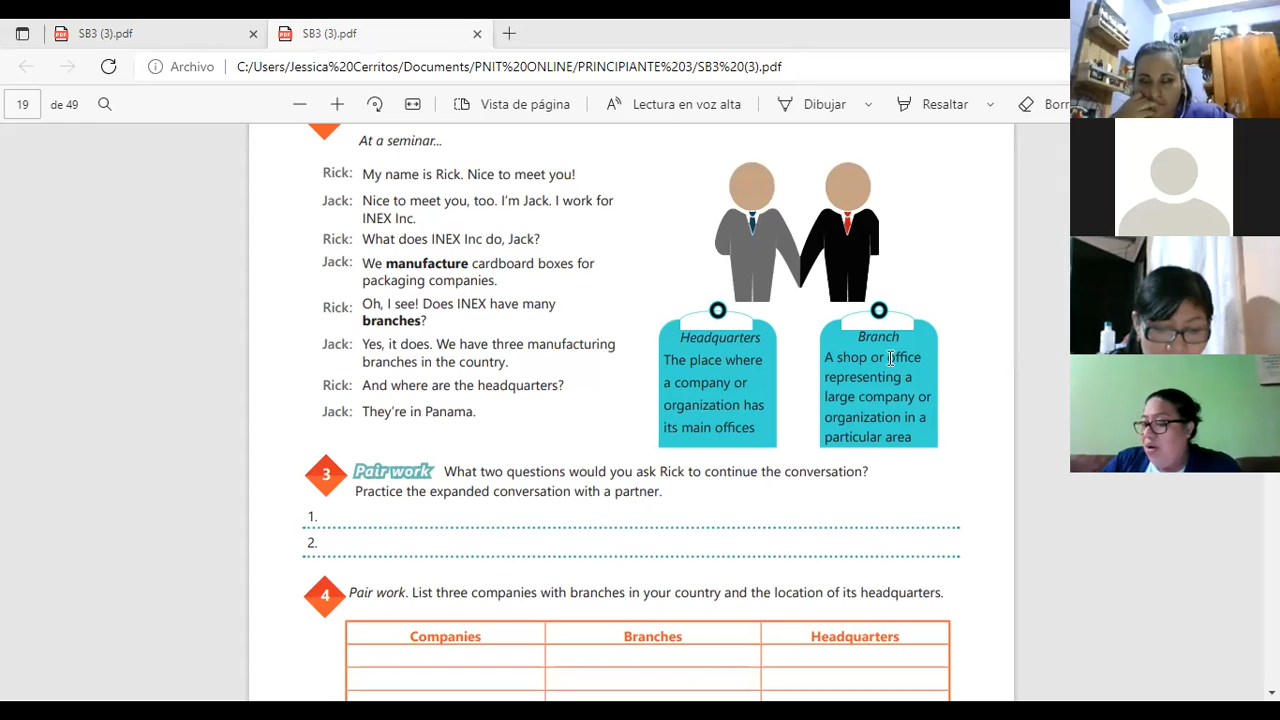 SB3 (3).pdf
SB3 (3).pdf
Archivo
C:/Users/Jessica%20Cerritos/Documents/PNIT%20ONLINE/PRINCIPIANTE%203/SB3%20(3).pdf
19
de 49
Vista de página
Lectura en voz alta
Dibujar
Resaltar
Borr
At a seminar...
Rick: My name is Rick. Nice to meet you!
Jack: Nice to meet you, too. I'm Jack. I work for
INEX Inc.
Rick: What does INEX Inc do, Jack?
Jack: We manufacture cardboard boxes for
packaging companies.
Rick: Oh, I see! Does INEX have many
branches?
Jack: Yes, it does. We have three manufacturing
branches in the country.
Rick: And where are the headquarters?
Jack: They're in Panama.
Headquarters
The place where
a company or
organization has
its main offices
Branch
A shop or office
representing a
large company or
organization in a
particular area
3 Pair work What two questions would you ask Rick to continue the conversation?
Practice the expanded conversation with a partner.
1.
2.
4 Pair work. List three companies with branches in your country and the location of its headquarters.
Companies Branches Headquarters